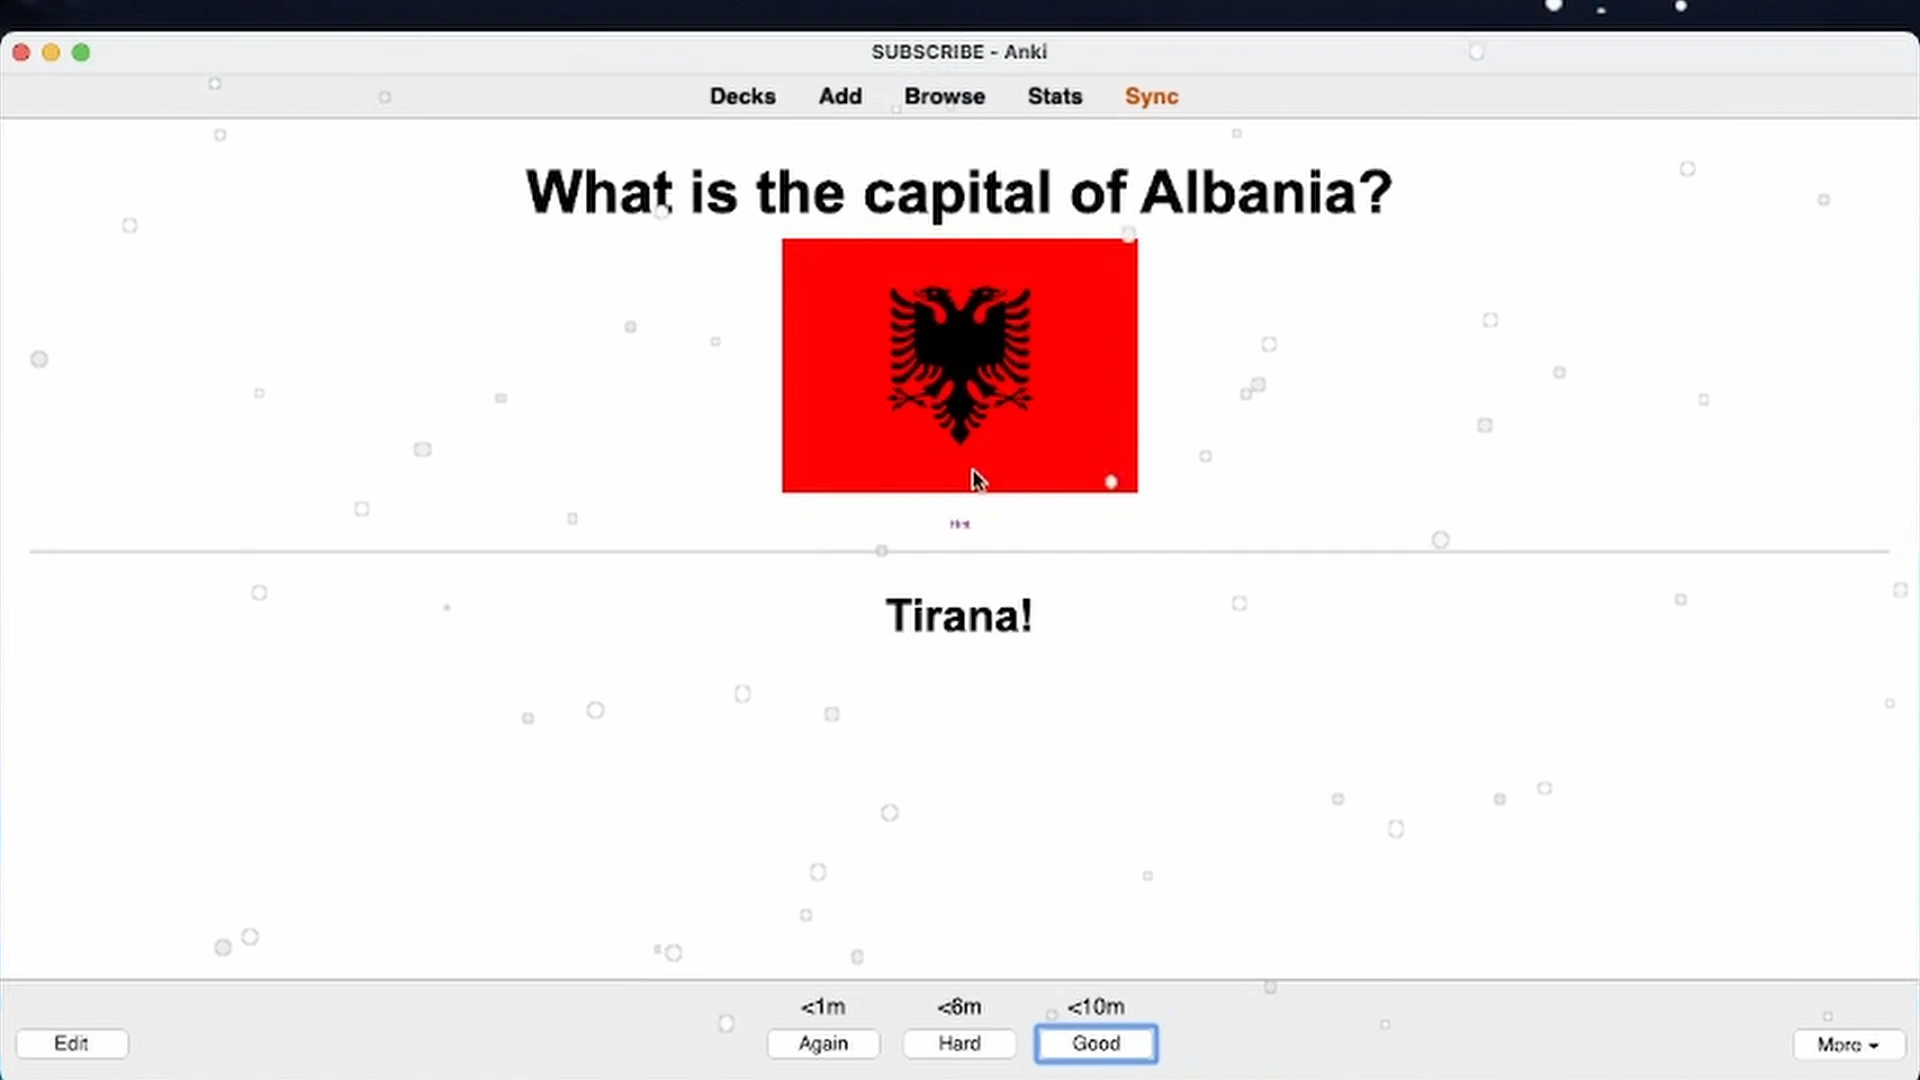 SUBSCRIBE - Anki
Decks Add Browse Stats Sync
What is the capital of Albania?
Hint
Tirana!
<1m <6m <10m
Edit Again Hard Good More